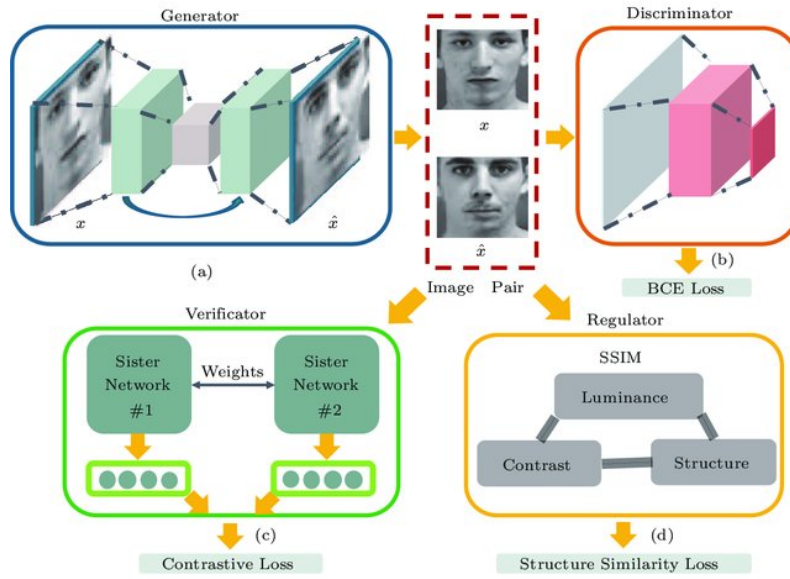 Generator
Discriminator
x
x̂
x
x̂
(a)
(b)
BCE Loss
Image Pair
Verificator
Regulator
Sister
Network
#1
Weights
Sister
Network
#2
SSIM
Luminance
Contrast
Structure
(c)
(d)
Contrastive Loss
Structure Similarity Loss